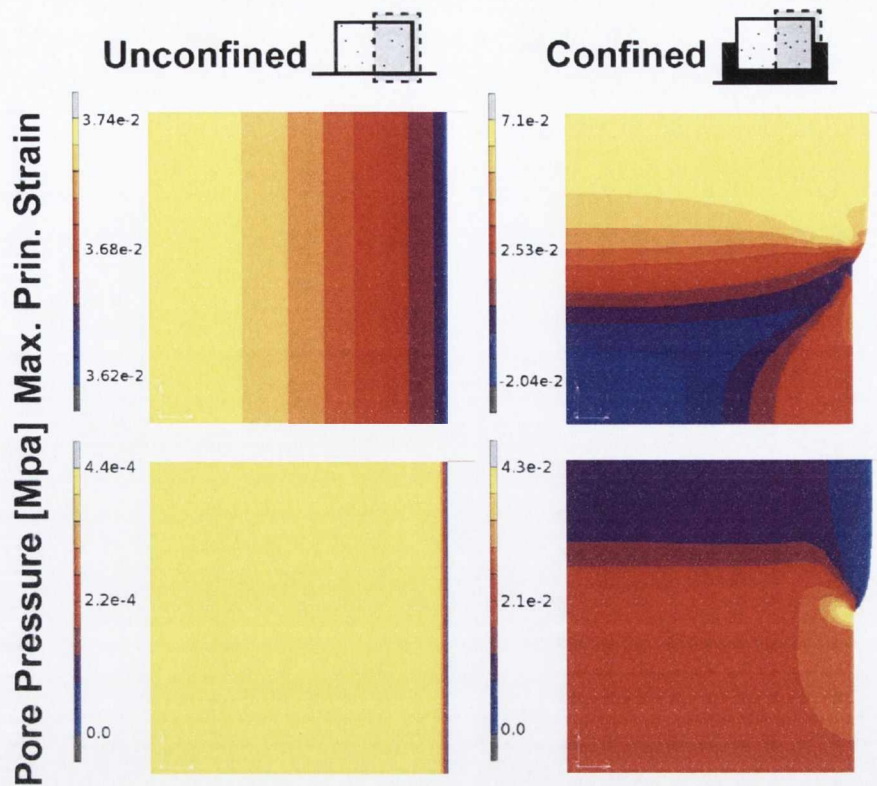 Unconfined
Confined
Max. Prin. Strain
3.74e-2
3.68e-2
3.62e-2
7.1e-2
2.53e-2
-2.04e-2
Pore Pressure [Mpa]
4.4e-4
2.2e-4
0.0
4.3e-2
2.1e-2
0.0